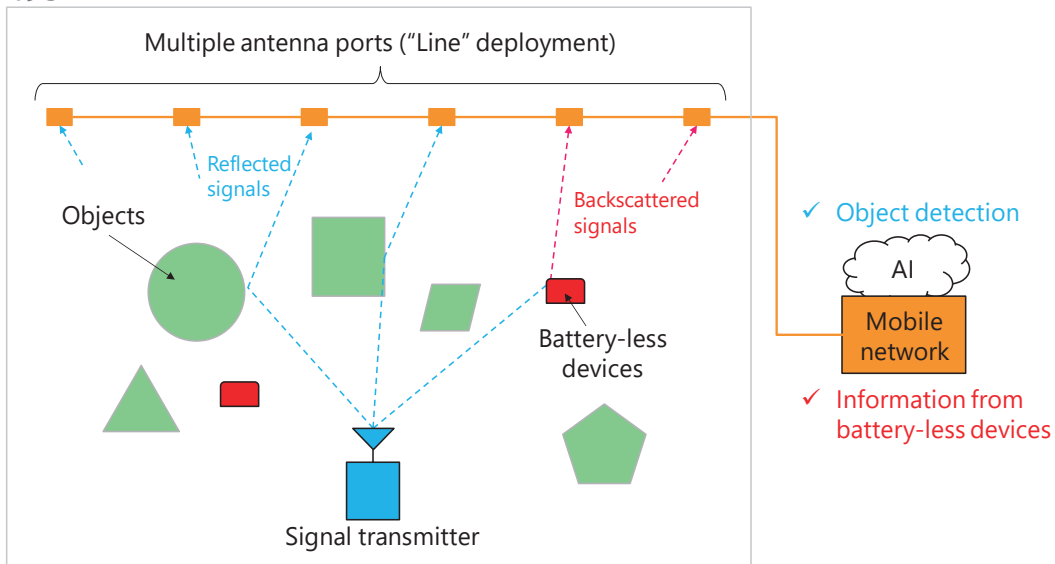 Multiple antenna ports (“Line” deployment)
Reflected
signals
Backscattered
signals
Objects
Battery-less
devices
Signal transmitter
✓ Object detection
AI
Mobile
network
✓ Information from
battery-less devices